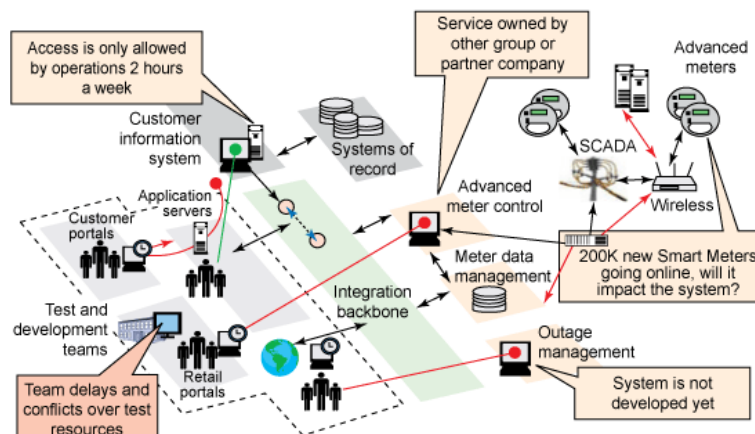 Access is only allowed
by operations 2 hours
a week
Service owned by
other group or
partner company
Advanced
meters
Customer
information
system
Systems of
record
SCADA
Application
servers
Advanced
meter control
Wireless
Customer
portals
200K new Smart Meters
going online, will it
impact the system?
Meter data
management
Integration
backbone
Test and
development
teams
Outage
management
Retail
portals
Team delays and
conflicts over test
resources
System is not
developed yet